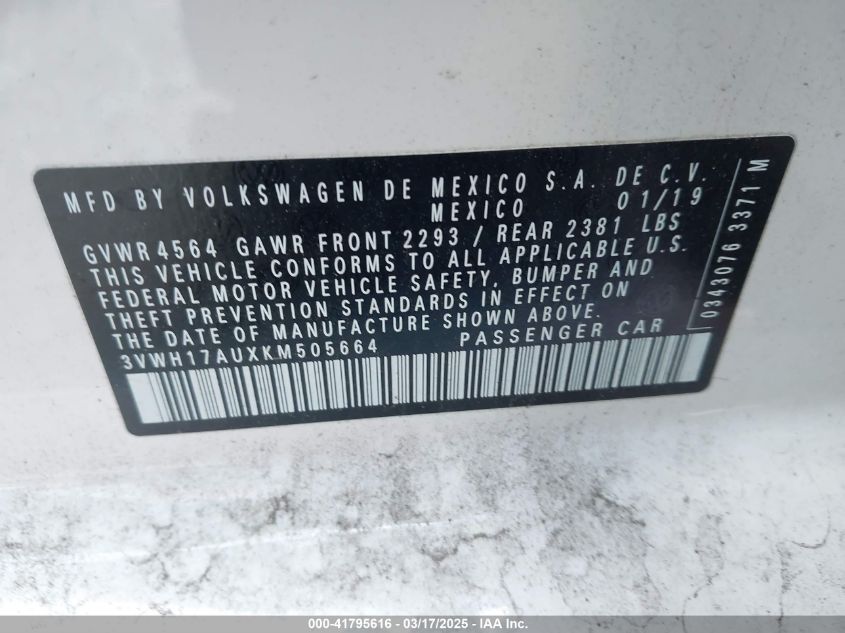 MFD BY VOLKSWAGEN DE MEXICO S.A. DE C.V.
MEXICO 01/19
GVWR 4564 GAWR FRONT 2293 / REAR 2381 LBS
THIS VEHICLE CONFORMS TO ALL APPLICABLE U.S.
FEDERAL MOTOR VEHICLE SAFETY, BUMPER AND
THEFT PREVENTION STANDARDS IN EFFECT ON
THE DATE OF MANUFACTURE SHOWN ABOVE.
3VWH17AUXKM505664 PASSENGER CAR
0343076 3371 M
000-41795616 - 03/17/2025 - IAA Inc.